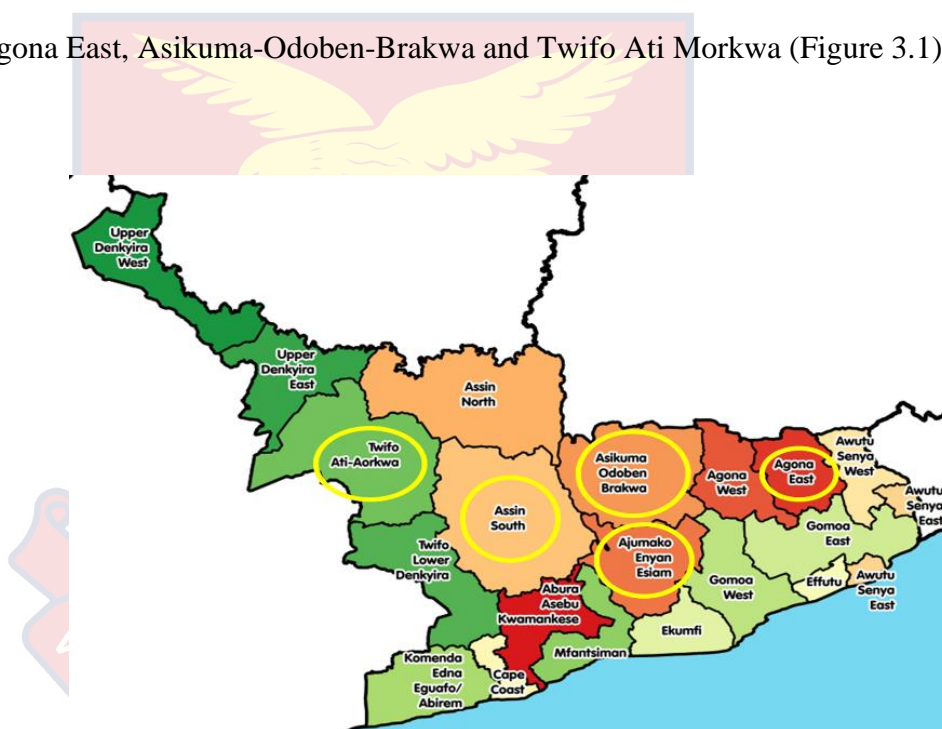 gona East, Asikuma-Odoben-Brakwa and Twifo Ati Morkwa (Figure 3.1)
Upper
Denkyira
West
Upper
Denkyira
East
Assin
North
Twifo
Ati-Aorkwa
Asikuma
Odoben
Brakwa
Agona
West
Agona
East
Awutu
Senya
West
Awutu
Senya
East
Assin
South
Gomoa
East
Twifo
Lower
Denkyira
Ajumako
Enyan
Esiam
Gomoa
West
Effutu
Awutu
Senya
East
Abura
Asebu
Kwamankese
Ekumfi
Mfantsiman
Komenda
Edna
Eguafo/
Abirem
Cape
Coast